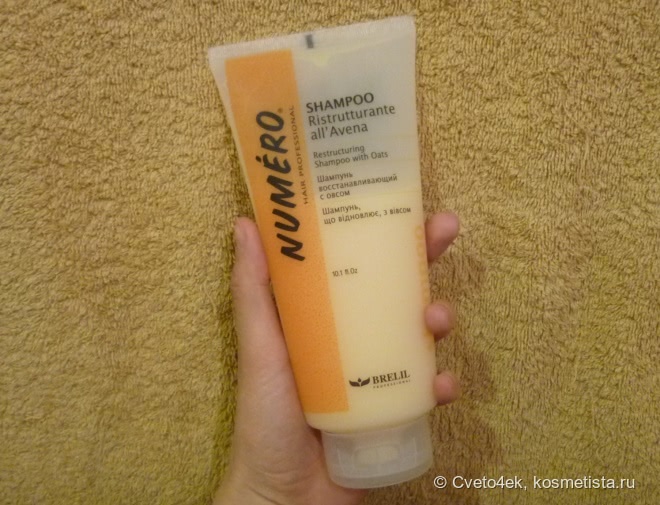 NUMÉRO®
HAIR PROFESSIONAL
SHAMPOO
Ristrutturante
all'Avena
Restructuring
Shampoo with Oats
Шампунь
восстанавливающий
с овсом
Шампунь,
що відновлює, з вівсом
10.1 fl.Oz
BRELIL
PROFESSIONAL
© Cveto4ek, kosmetista.ru